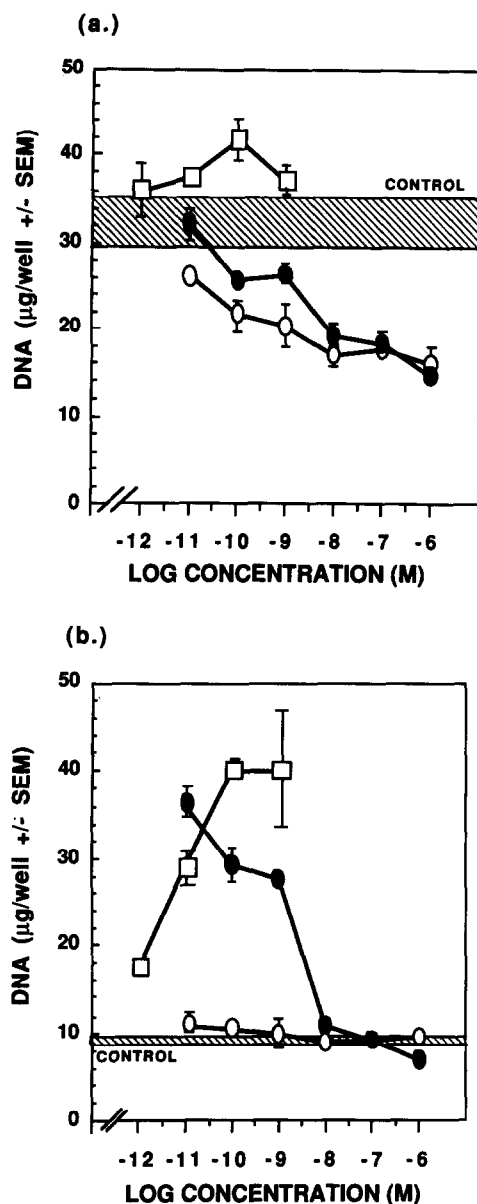 (a.)
50
40
30
20
10
0
DNA (µg/well +/- SEM)
CONTROL
-12 -11 -10 -9 -8 -7 -6
LOG CONCENTRATION (M)
(b.)
50
40
30
20
10
0
DNA (µg/well +/- SEM)
CONTROL
-12 -11 -10 -9 -8 -7 -6
LOG CONCENTRATION (M)